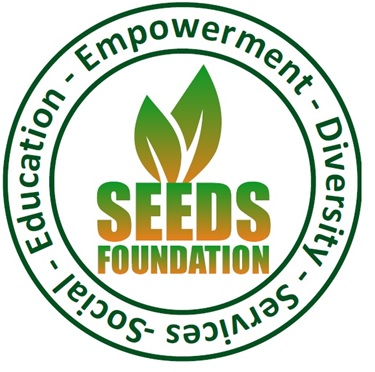 -Social - Education - Empowerment - Diversity - Services
SEEDS
FOUNDATION